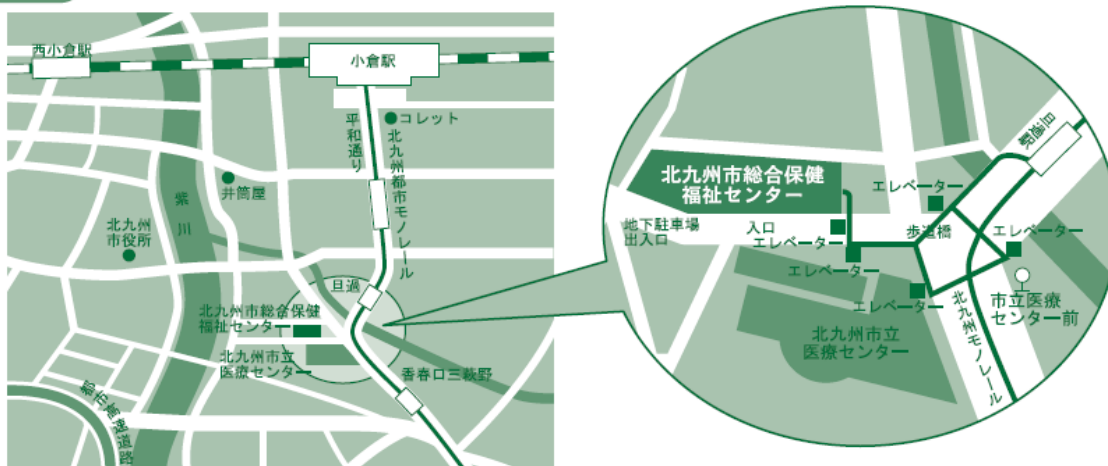 西小倉駅
小倉駅
コレット
平和通り
北九州都市モノレール
井筒屋
紫川
北九州
市役所
旦過
北九州市総合保健
福祉センター
北九州市立
医療センター
香春口三萩野
都市高速道路
旦過駅
北九州市総合保健
福祉センター
エレベーター
地下駐車場
出入口
入口
エレベーター
歩道橋
エレベーター
エレベーター
エレベーター
市立医療
センター前
北九州市立
医療センター
北九州モノレール